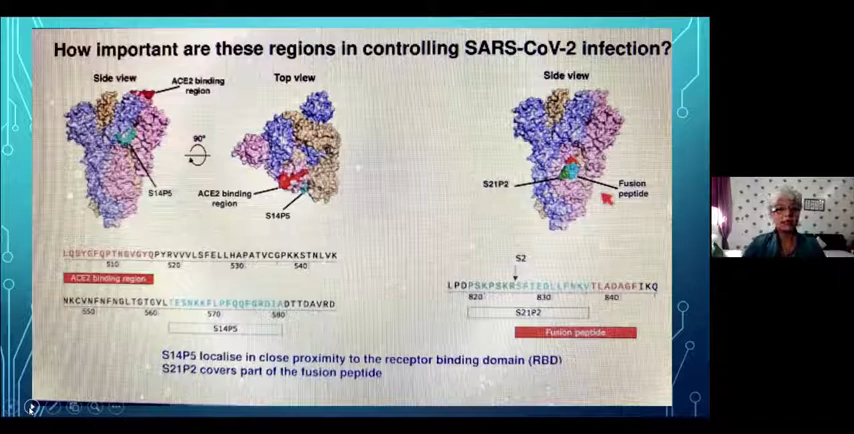 How important are these regions in controlling SARS-CoV-2 infection?
Side view
ACE2 binding
region
Top view
Side view
90°
S14P5
ACE2 binding
region
S14P5
S21P2
Fusion
peptide
QPYRVVVLSFELLHAPATVCGPKKSTNLVK
510 520 530 540
ACE2 binding region
NKCVNFNFNGLTGTGVLTESNKKFLPFQQFGRDIADTTDAVRD
550 560 570 580
S14P5
S2
LPDPSKPSKRSFIEDLLFNKVTLADAGFIKQ
820 830 840
S21P2
Fusion peptide
S14P5 localise in close proximity to the receptor binding domain (RBD)
S21P2 covers part of the fusion peptide